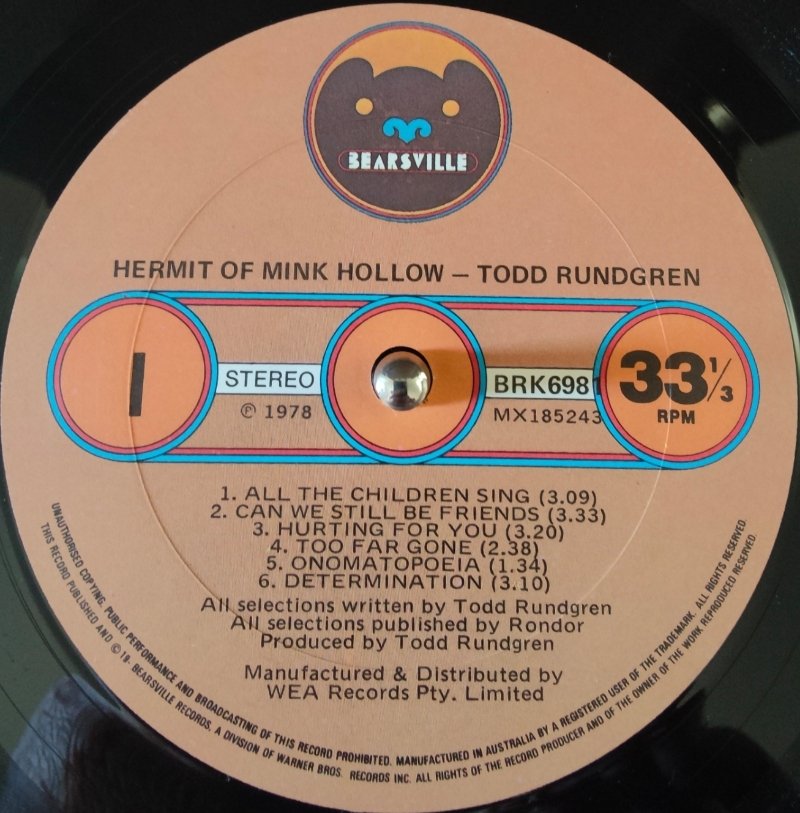 BEARSVILLE
HERMIT OF MINK HOLLOW – TODD RUNDGREN
I
STEREO
℗ 1978
BRK6981
MX185243
33 1/3
RPM
1. ALL THE CHILDREN SING (3.09)
2. CAN WE STILL BE FRIENDS (3.33)
3. HURTING FOR YOU (3.20)
4. TOO FAR GONE (2.38)
5. ONOMATOPOEIA (1.34)
6. DETERMINATION (3.10)
All selections written by Todd Rundgren
All selections published by Rondor
Produced by Todd Rundgren
Manufactured & Distributed by
WEA Records Pty. Limited
UNAUTHORISED COPYING, PUBLIC PERFORMANCE AND BROADCASTING OF THIS RECORD PROHIBITED. MANUFACTURED IN AUSTRALIA BY A REGISTERED USER OF THE TRADEMARK. ALL RIGHTS RESERVED.
THIS RECORD PUBLISHED AND © 19- BEARSVILLE RECORDS, A DIVISION OF WARNER BROS. RECORDS INC. ALL RIGHTS OF THE RECORD PRODUCER AND OF THE OWNER OF THE WORK REPRODUCED RESERVED.